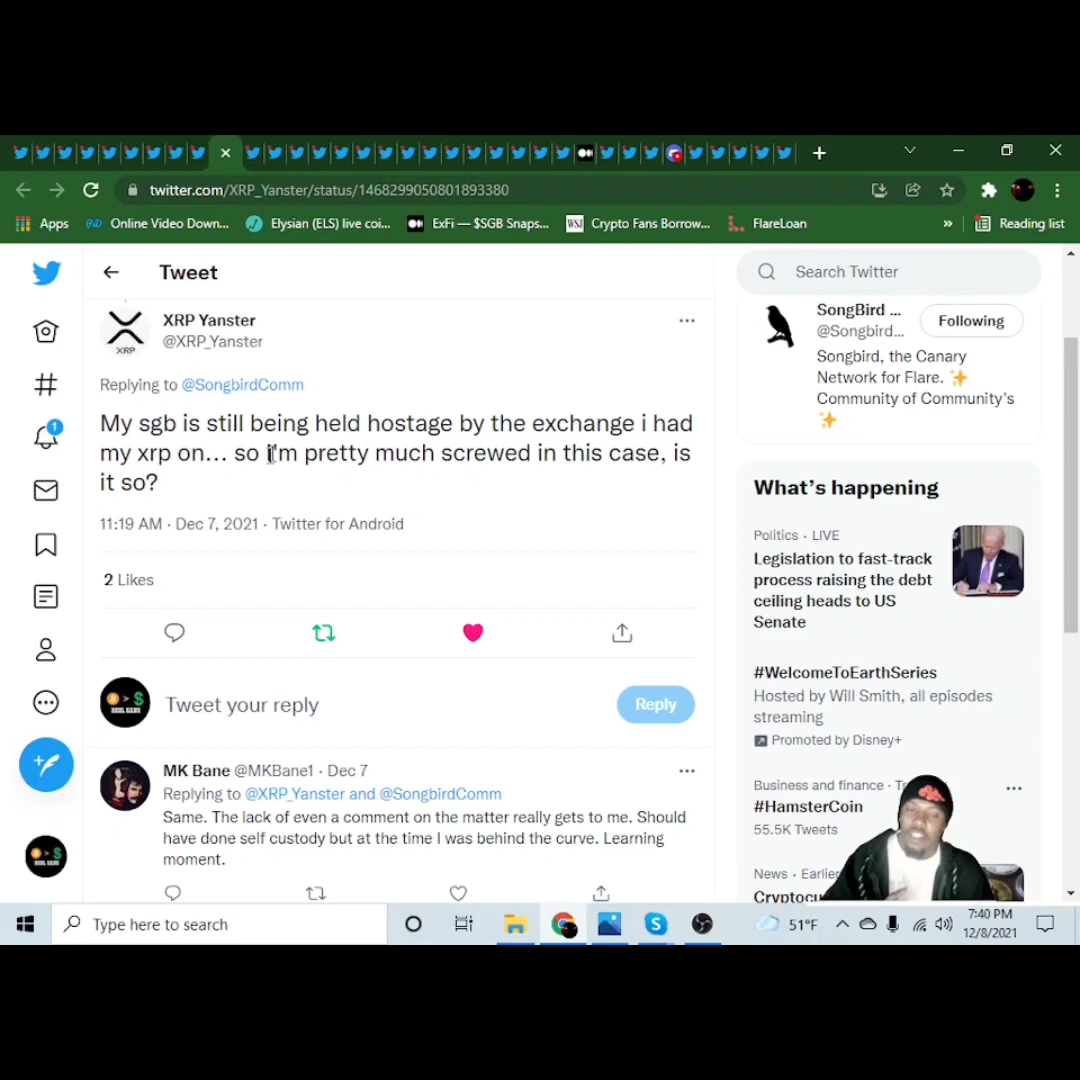 twitter.com/XRP_Yanster/status/1468299050801893380
Apps
Online Video Down...
Elysian (ELS) live coi...
ExFi — $SGB Snaps...
WSJ
Crypto Fans Borrow...
FlareLoan
»
Reading list
Tweet
XRP
XRP Yanster
@XRP_Yanster
Replying to @SongbirdComm
My sgb is still being held hostage by the exchange i had
my xrp on... so i'm pretty much screwed in this case, is
it so?
11:19 AM · Dec 7, 2021 · Twitter for Android
2 Likes
Tweet your reply
Reply
MK Bane @MKBane1 · Dec 7
Replying to @XRP_Yanster and @SongbirdComm
Same. The lack of even a comment on the matter really gets to me. Should
have done self custody but at the time I was behind the curve. Learning
moment.
1
Search Twitter
SongBird ...
@Songbird...
Following
Songbird, the Canary
Network for Flare. ✨
Community of Community's
✨
What's happening
Politics · LIVE
Legislation to fast-track
process raising the debt
ceiling heads to US
Senate
#WelcomeToEarthSeries
Hosted by Will Smith, all episodes
streaming
Promoted by Disney+
Business and finance
#HamsterCoin
55.5K Tweets
News
Type here to search
51°F
7:40 PM
12/8/2021